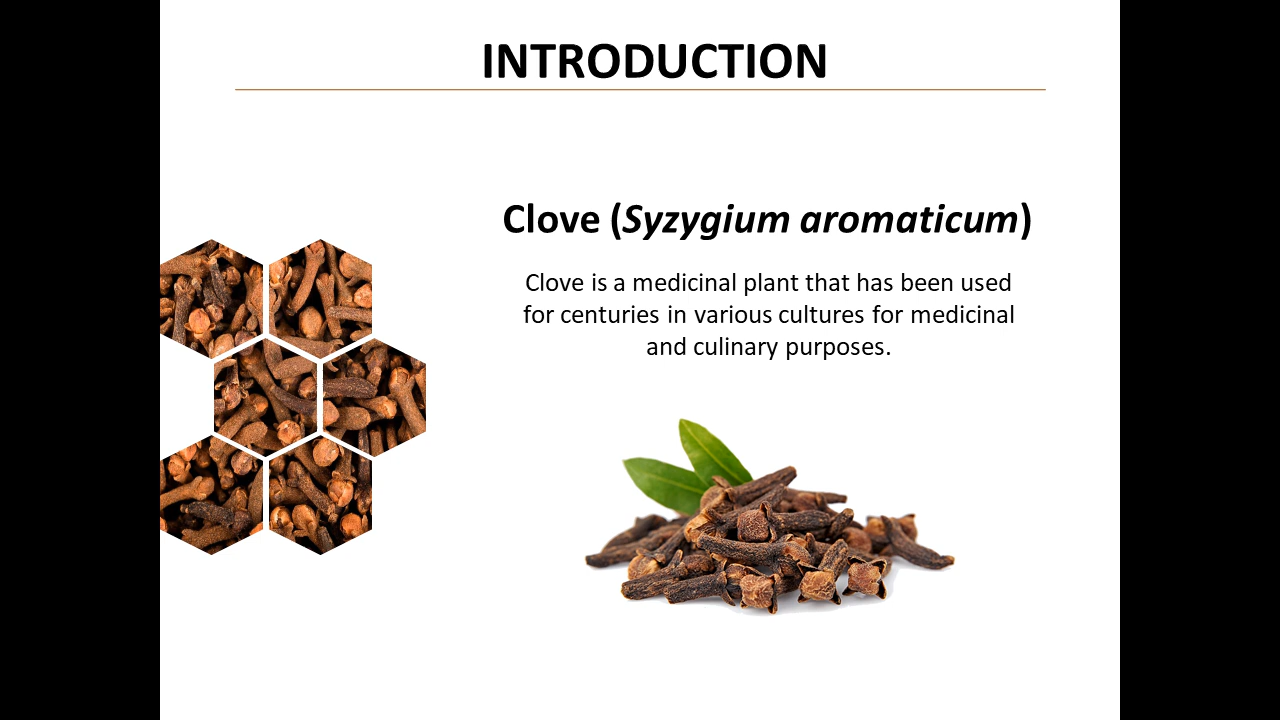 INTRODUCTION
Clove (Syzygium aromaticum)
Clove is a medicinal plant that has been used
for centuries in various cultures for medicinal
and culinary purposes.